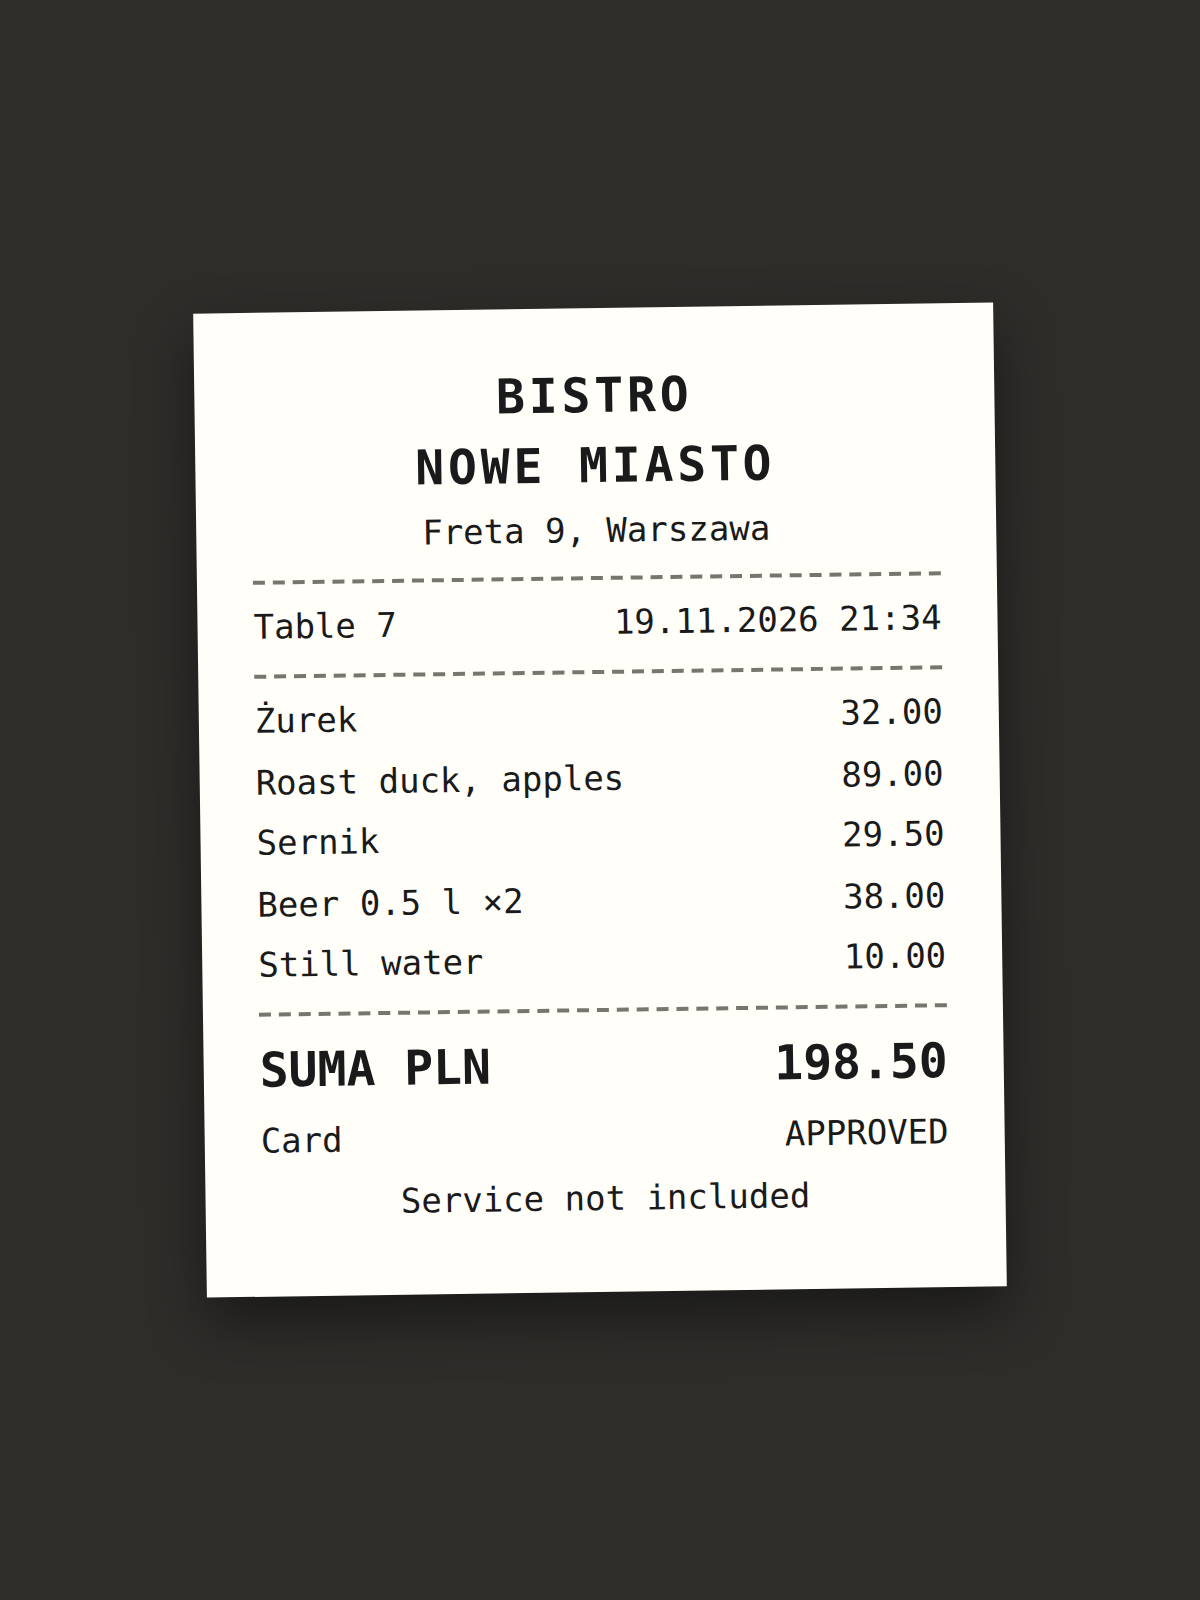 BISTRO
NOWE MIASTO
Freta 9, Warszawa
Table 7 19.11.2026 21:34
Żurek 32.00
Roast duck, apples 89.00
Sernik 29.50
Beer 0.5 l ×2 38.00
Still water 10.00
SUMA PLN 198.50
Card APPROVED
Service not included